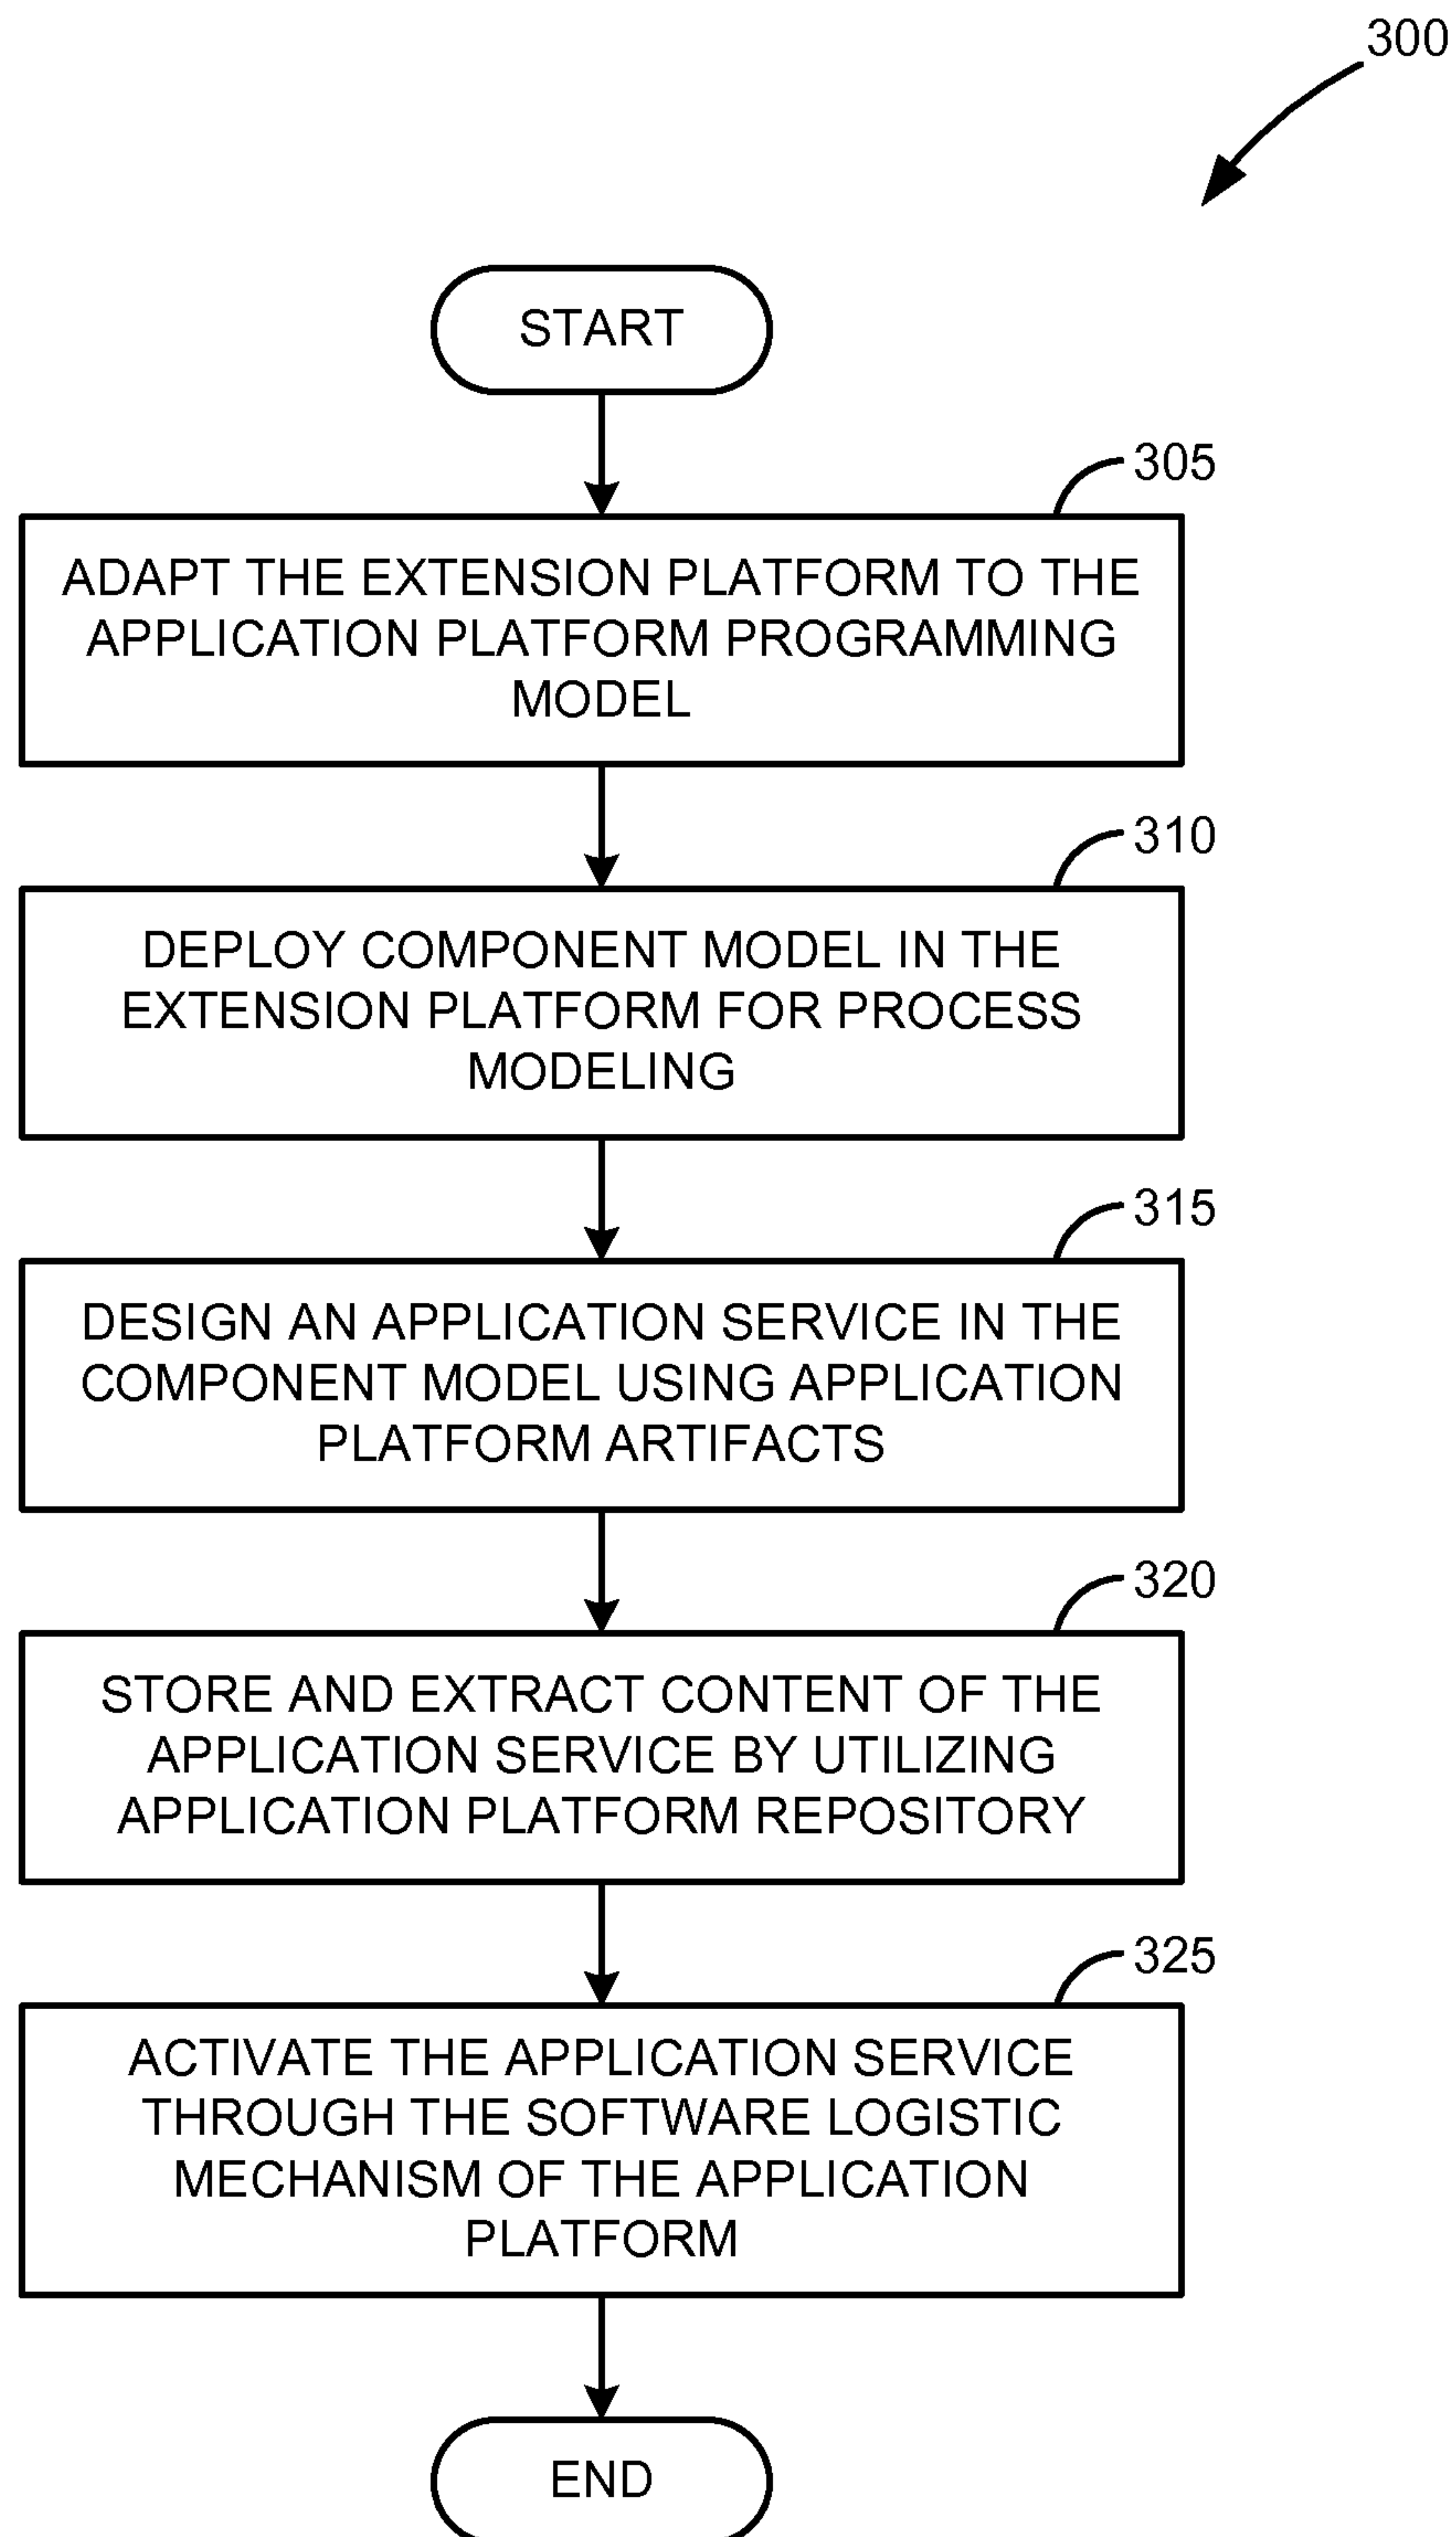 300
START
305
ADAPT THE EXTENSION PLATFORM TO THE
APPLICATION PLATFORM PROGRAMMING
MODEL
310
DEPLOY COMPONENT MODEL IN THE
EXTENSION PLATFORM FOR PROCESS
MODELING
315
DESIGN AN APPLICATION SERVICE IN THE
COMPONENT MODEL USING APPLICATION
PLATFORM ARTIFACTS
320
STORE AND EXTRACT CONTENT OF THE
APPLICATION SERVICE BY UTILIZING
APPLICATION PLATFORM REPOSITORY
325
ACTIVATE THE APPLICATION SERVICE
THROUGH THE SOFTWARE LOGISTIC
MECHANISM OF THE APPLICATION
PLATFORM
END